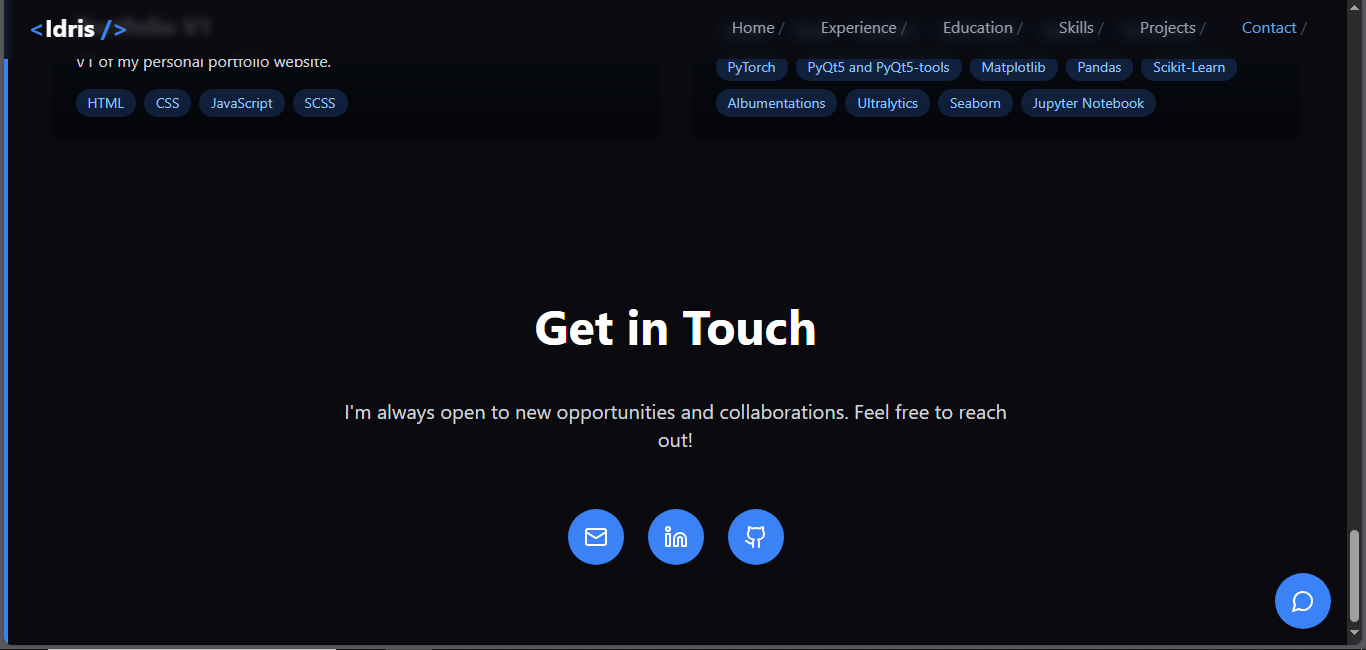 <Idris />
Home / Experience / Education / Skills / Projects / Contact /
V1 of my personal portfolio website.
HTML CSS JavaScript SCSS
PyTorch PyQt5 and PyQt5-tools Matplotlib Pandas Scikit-Learn
Albumentations Ultralytics Seaborn Jupyter Notebook
Get in Touch
I'm always open to new opportunities and collaborations. Feel free to reach
out!
in